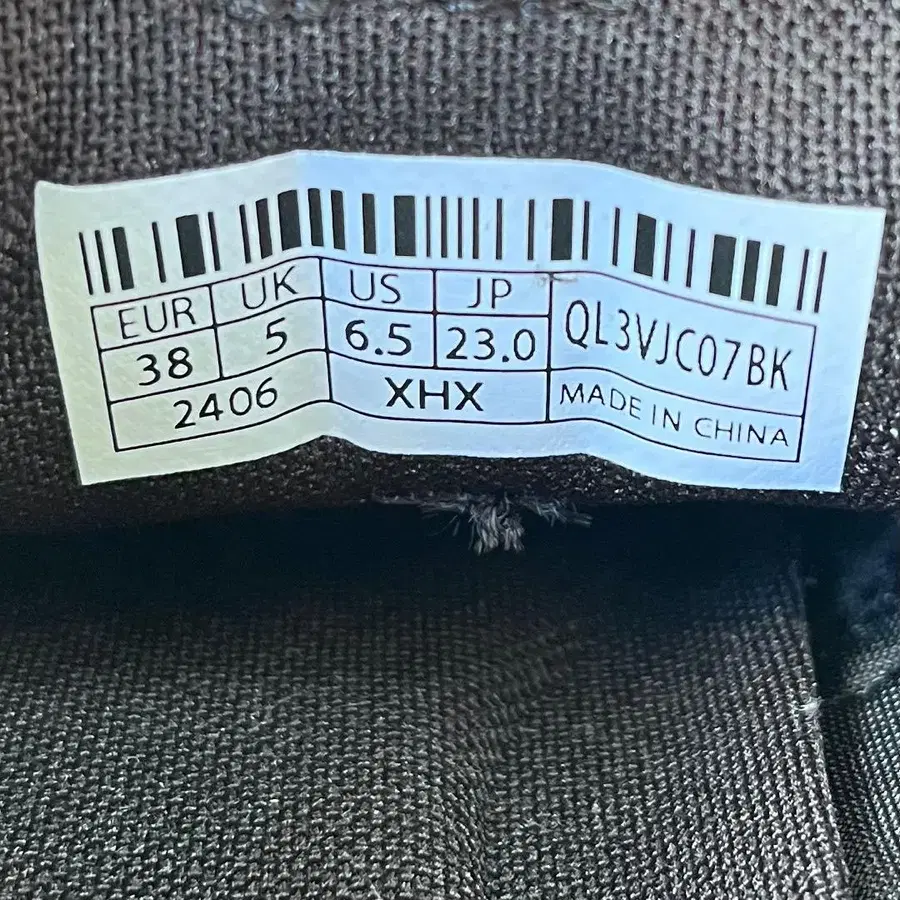 EUR UK US JP
38 5 6.5 23.0 QL3VJC07BK
2406 XHX MADE IN CHINA